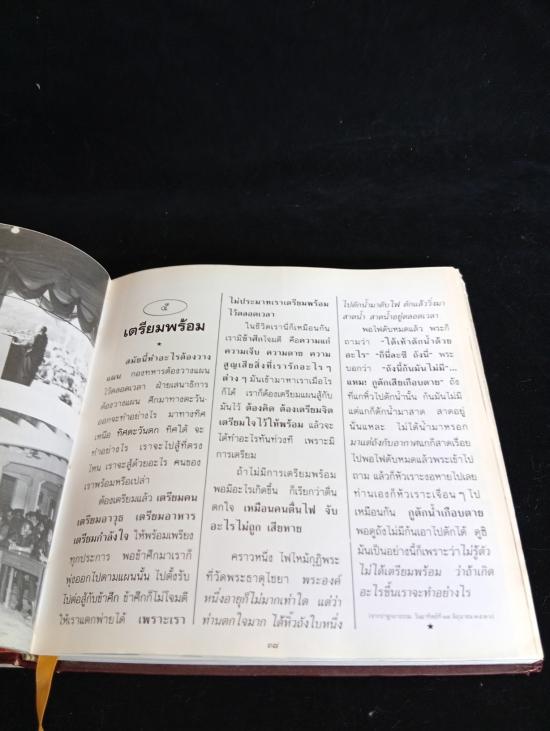 ๕
เตรียมพร้อม
สมัยนี้ทำอะไรต้องวาง
แผน กองทหารต้องวางแผน
ไว้ตลอดเวลา ฝ่ายเสนาธิการ
ต้องวางแผน ศึกมาทางตะวัน-
ออกจะทำอย่างไร มาทางทิศ
เหนือ ทิศตะวันตก ทิศใต้ จะ
ทำอย่างไร เราจะไปสู้ที่ตรง
ไหน เราจะสู้ด้วยอะไร คนของ
เราพร้อมหรือเปล่า
ต้องเตรียมแล้ว เตรียมคน
เตรียมอาวุธ เตรียมอาหาร
เตรียมกำลังใจ ให้พร้อมเพรียง
ทุกประการ พอข้าศึกมาเราก็
พุ่งออกไปตามแผนนั้น ไปตั้งรับ
ไปต่อสู้กับข้าศึก ข้าศึกก็ไม่โจมตี
ให้เราแตกพ่ายได้ เพราะเรา
ไม่ประมาทเราเตรียมพร้อม
ไว้ตลอดเวลา
ในชีวิตเรานี่ก็เหมือนกัน
เรามีข้าศึกโจมตี คือความแก่
ความเจ็บ ความตาย ความ
สูญเสียสิ่งที่เรารักอะไร ๆ
ต่าง ๆ มันเข้ามาหาเราเมื่อไร
ก็ได้ เราก็ต้องเตรียมแผนสู้กับ
มันไว้ ต้องคิด ต้องเตรียมจิต
เตรียมใจไว้ให้พร้อม แล้วจะ
ได้ทำอะไรทันท่วงที เพราะมี
การเตรียม
ถ้าไม่มีการเตรียมพร้อม
พอมีอะไรเกิดขึ้น ก็เรียกว่าตื่น
ตกใจ เหมือนคนตื่นไฟ จับ
อะไรไม่ถูก เสียหาย
คราวหนึ่ง ไฟไหม้กุฏิพระ
ที่วัดพระธาตุไชยา พระองค์
หนึ่งอายุก็ไม่มากเท่าใด แต่ว่า
ท่านตกใจมาก ได้หิ้วถังใบหนึ่ง
ไปตักน้ำมาดับไฟ ตักแล้ววิ่งมา
สาดน้ำ สาดน้ำอยู่ตลอดเวลา
พอไฟดับหมดแล้ว พระก็
ถามว่า -ได้เท้าตักน้ำด้วย
อะไร- -ถังนี่ละซี ถังนี่- พระ
บอกว่า -ถังนี้ก้นมันไม่มี-...
แหมะ กูตักเสียเกือบตาย- ถัง
ที่แกหิ้วไปตักน้ำนั้น ก้นมันไม่มี
แต่แกก็ตักน้ำมาสาด สาดอยู่
นั่นแหละ ไม่ได้น้ำมาหรอก
มาแต่ถังกับอากาศแกก็สาดเรื่อย
ไปพอไฟดับหมดแล้วพระเข้าไป
ถาม แล้วก็หัวเราะงอหายไปเลย
ท่านเองก็หัวเราะเจื่อน ๆ ไป
เหมือนกัน กูตักน้ำเกือบตาย
พอดูถังไม่มีก้นเอาไปตักได้ ดูซิ
มันเป็นอย่างนี้ก็เพราะว่าไม่รู้ตัว
ไม่ได้เตรียมพร้อม ว่าถ้าเกิด
อะไรขึ้นเราจะทำอย่างไร
๓๘